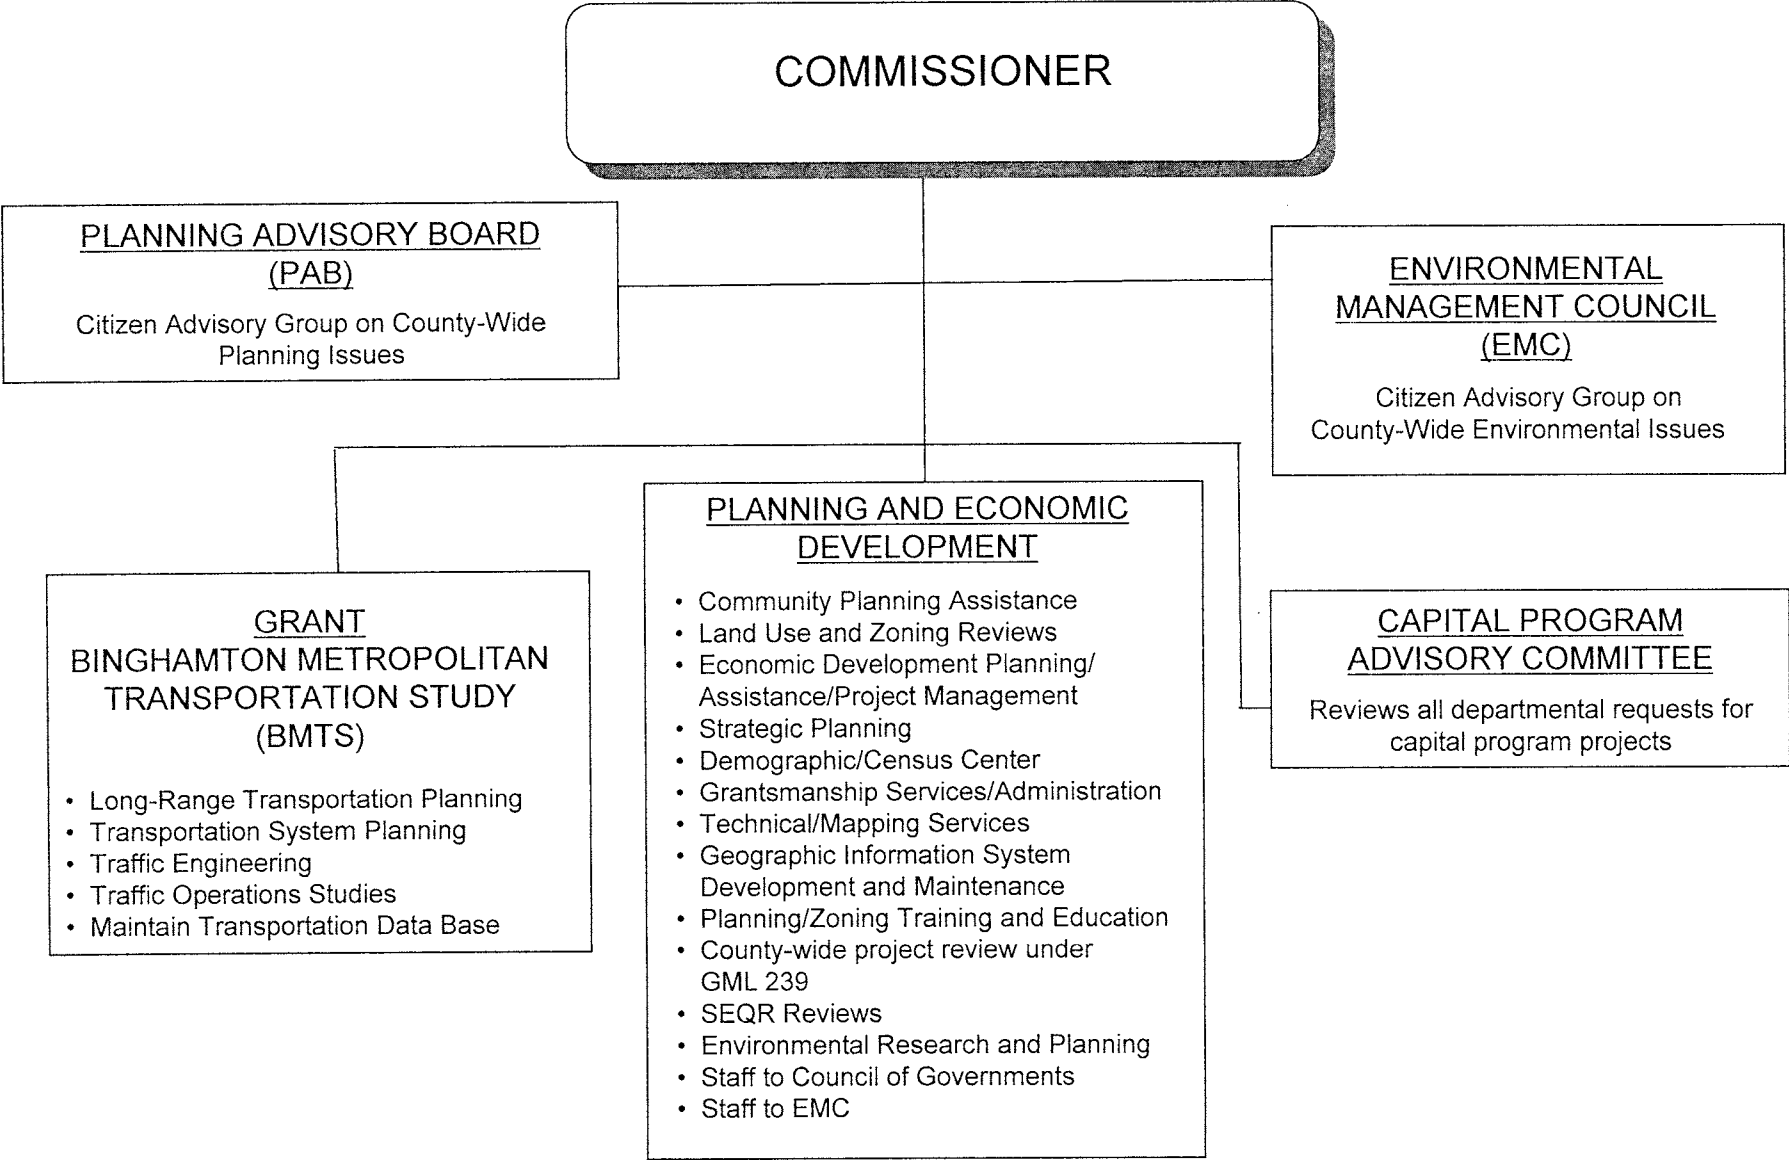 COMMISSIONER
PLANNING ADVISORY BOARD
(PAB)
Citizen Advisory Group on County-Wide
Planning Issues
ENVIRONMENTAL
MANAGEMENT COUNCIL
(EMC)
Citizen Advisory Group on
County-Wide Environmental Issues
GRANT
BINGHAMTON METROPOLITAN
TRANSPORTATION STUDY
(BMTS)
• Long-Range Transportation Planning
• Transportation System Planning
• Traffic Engineering
• Traffic Operations Studies
• Maintain Transportation Data Base
PLANNING AND ECONOMIC
DEVELOPMENT
• Community Planning Assistance
• Land Use and Zoning Reviews
• Economic Development Planning/
Assistance/Project Management
• Strategic Planning
• Demographic/Census Center
• Grantsmanship Services/Administration
• Technical/Mapping Services
• Geographic Information System
Development and Maintenance
• Planning/Zoning Training and Education
• County-wide project review under
GML 239
• SEQR Reviews
• Environmental Research and Planning
• Staff to Council of Governments
• Staff to EMC
CAPITAL PROGRAM
ADVISORY COMMITTEE
Reviews all departmental requests for
capital program projects